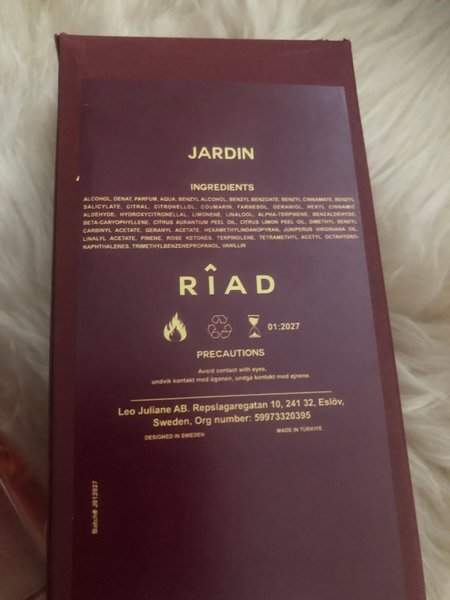 JARDIN
INGREDIENTS
ALCOHOL, DENAT, PARFUM, AQUA, BENZYL ALCOHOL, BENZYL BENZOATE, BENZYL CINNAMATE, BENZYL
SALICYLATE, CITRAL, CITRONELLOL, COUMARIN, FARNESOL, GERANIOL, HEXYL CINNAMIC
ALDEHYDE, HYDROXYCITRONELLAL, LIMONENE, LINALOOL, ALPHA-TERPINENE, BENZALDEHYDE,
BETA-CARYOPHYLLENE, CITRUS AURANTIUM PEEL OIL, CITRUS LIMON PEEL OIL, DIMETHYL BENZYL
CARBINYL ACETATE, GERANYL ACETATE, HEXAMETHYLINDANOPYRAN, JUNIPERUS VIRGINIANA OIL,
LINALYL ACETATE, PINENE, ROSE KETONES, TERPINOLENE, TETRAMETHYL ACETYL OCTAHYDRO-
NAPHTHALENES, TRIMETHYLBENZENEPROPANOL, VANILLIN
RÎAD
01:2027
PRECAUTIONS
Avoid contact with eyes,
undvik kontakt med ögonen, undgå kontakt med øjnene.
Leo Juliane AB. Repslagaregatan 10, 241 32, Eslöv,
Sweden, Org number: 59973320395
DESIGNED IN SWEDEN
MADE IN TÜRKIYE
Batch# J012027